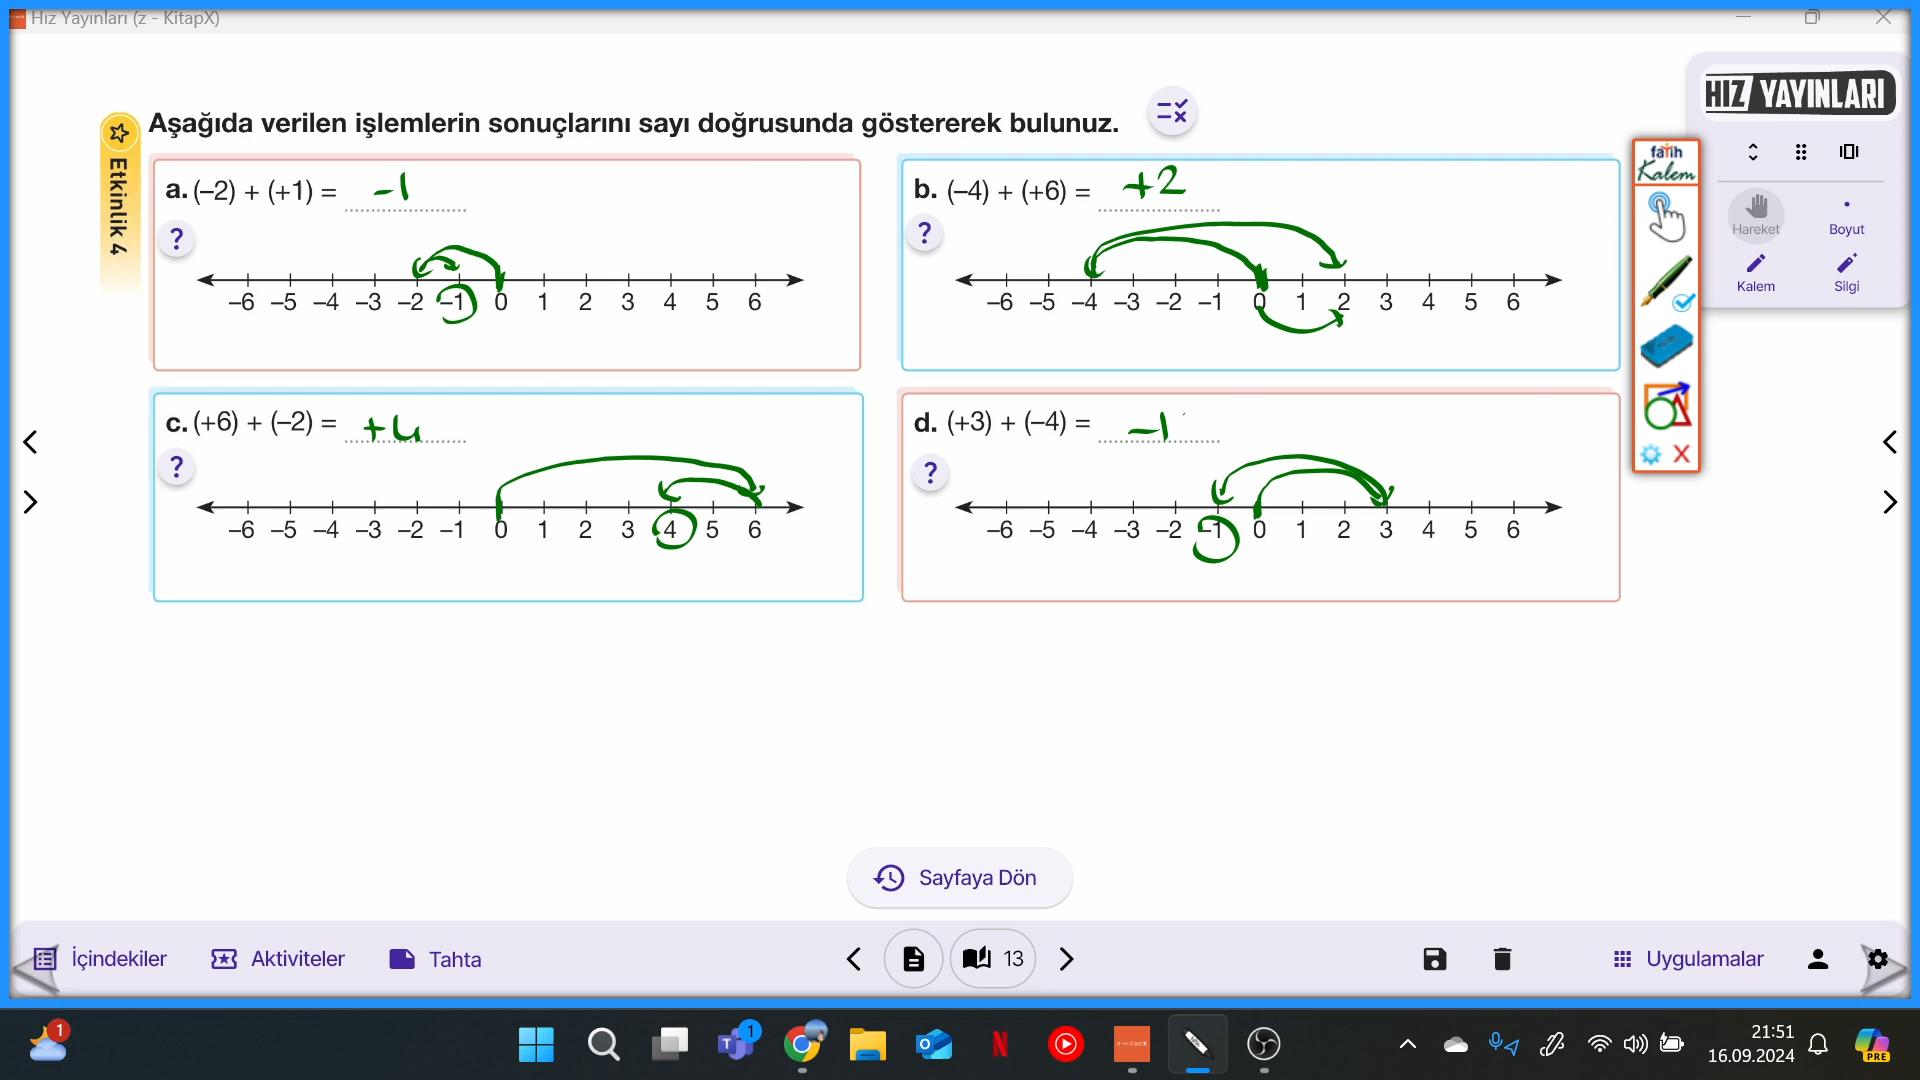 Hız Yayınları (z - KitapX)
HIZ YAYINLARI
Etkinlik 4
Aşağıda verilen işlemlerin sonuçlarını sayı doğrusunda göstererek bulunuz.
a. (–2) + (+1) = -1
?
–6 –5 –4 –3 –2 –1 0 1 2 3 4 5 6
b. (–4) + (+6) = +2
?
–6 –5 –4 –3 –2 –1 0 1 2 3 4 5 6
c. (+6) + (–2) = +4
?
–6 –5 –4 –3 –2 –1 0 1 2 3 4 5 6
d. (+3) + (–4) = -1
?
–6 –5 –4 –3 –2 –1 0 1 2 3 4 5 6
fatih
Kalem
X
Hareket Boyut
Kalem Silgi
Sayfaya Dön
İçindekiler Aktiviteler Tahta 13 Uygulamalar
1 1 21:51
16.09.2024
PRE